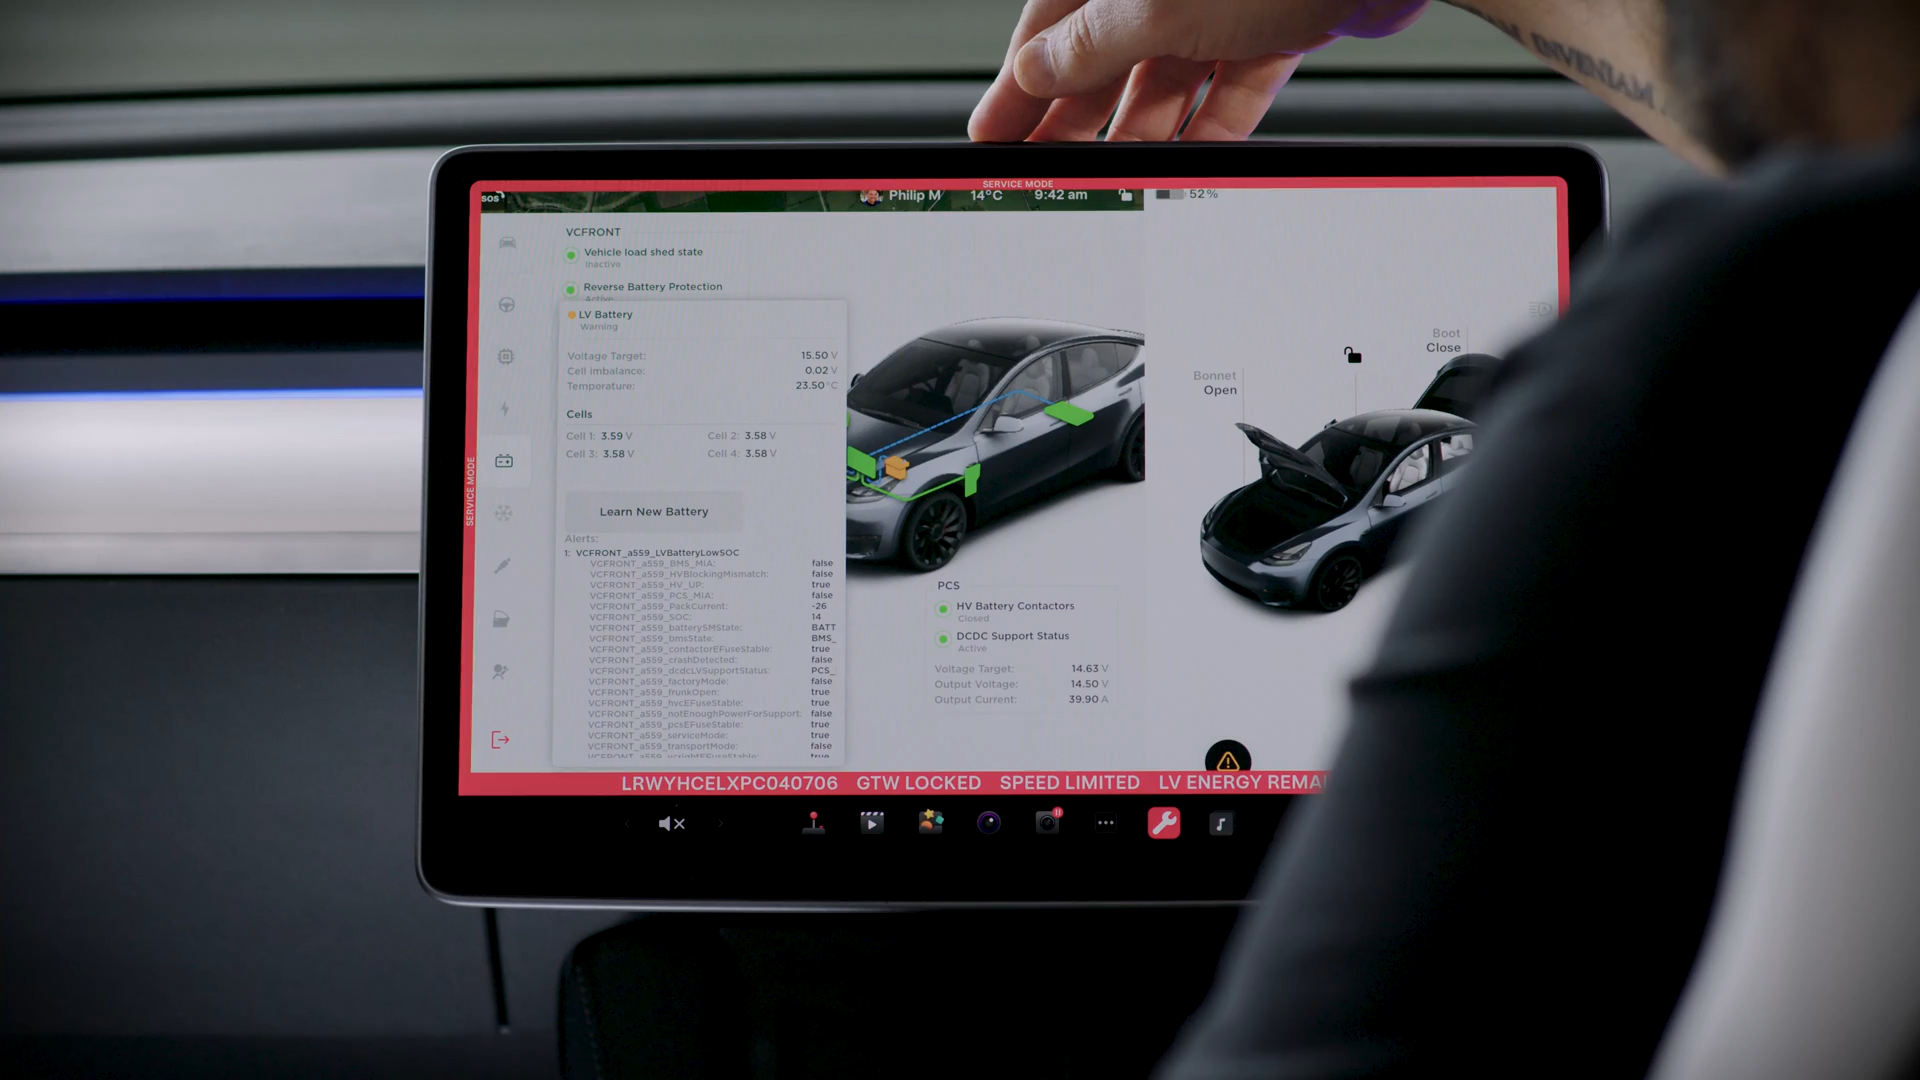 INVENIAM
SERVICE MODE
sos
Philip M
14°C
9:42 am
52%
VCFRONT
Vehicle load shed state
Inactive
Reverse Battery Protection
Active
LV Battery
Warning
Voltage Target: 15.50 V
Cell imbalance: 0.02 V
Temperature: 23.50 °C
Cells
Cell 1: 3.59 V Cell 2: 3.58 V
Cell 3: 3.58 V Cell 4: 3.58 V
Learn New Battery
Alerts:
1: VCFRONT_a559_LVBatteryLowSOC
VCFRONT_a559_BMS_MIA: false
VCFRONT_a559_HVBlockingMismatch: false
VCFRONT_a559_HV_UP: true
VCFRONT_a559_PCS_MIA: false
VCFRONT_a559_PackCurrent: -26
VCFRONT_a559_SOC: 14
VCFRONT_a559_batterySMState: BATT
VCFRONT_a559_bmsState: BMS_
VCFRONT_a559_contactorEFuseStable: true
VCFRONT_a559_crashDetected: false
VCFRONT_a559_dcdcLVSupportStatus: PCS_
VCFRONT_a559_factoryMode: false
VCFRONT_a559_frunkOpen: true
VCFRONT_a559_hvcEFuseStable: true
VCFRONT_a559_notEnoughPowerForSupport: false
VCFRONT_a559_pcsEFuseStable: true
VCFRONT_a559_serviceMode: true
VCFRONT_a559_transportMode: false
PCS
HV Battery Contactors
Closed
DCDC Support Status
Active
Voltage Target: 14.63 V
Output Voltage: 14.50 V
Output Current: 39.90 A
Boot
Close
Bonnet
Open
SERVICE MODE
LRWYHCELXPC040706 GTW LOCKED SPEED LIMITED LV ENERGY REMAI